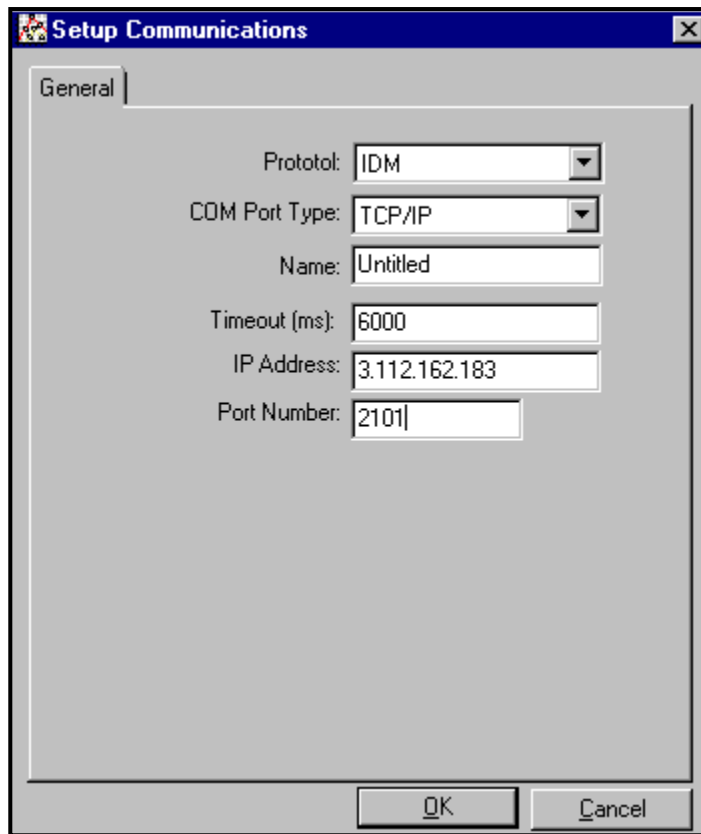 Setup Communications
General
Prototol: IDM
COM Port Type: TCP/IP
Name: Untitled
Timeout (ms): 6000
IP Address: 3.112.162.183
Port Number: 2101
OK Cancel